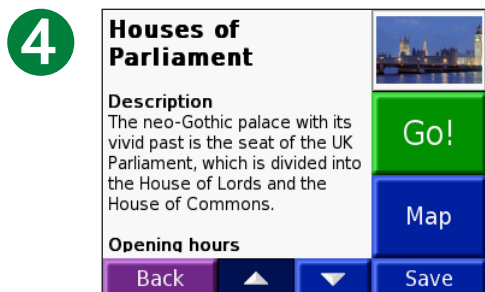 4
Houses of
Parliament
Description
The neo-Gothic palace with its
vivid past is the seat of the UK
Parliament, which is divided into
the House of Lords and the
House of Commons.
Opening hours
Go!
Map
Back
Save